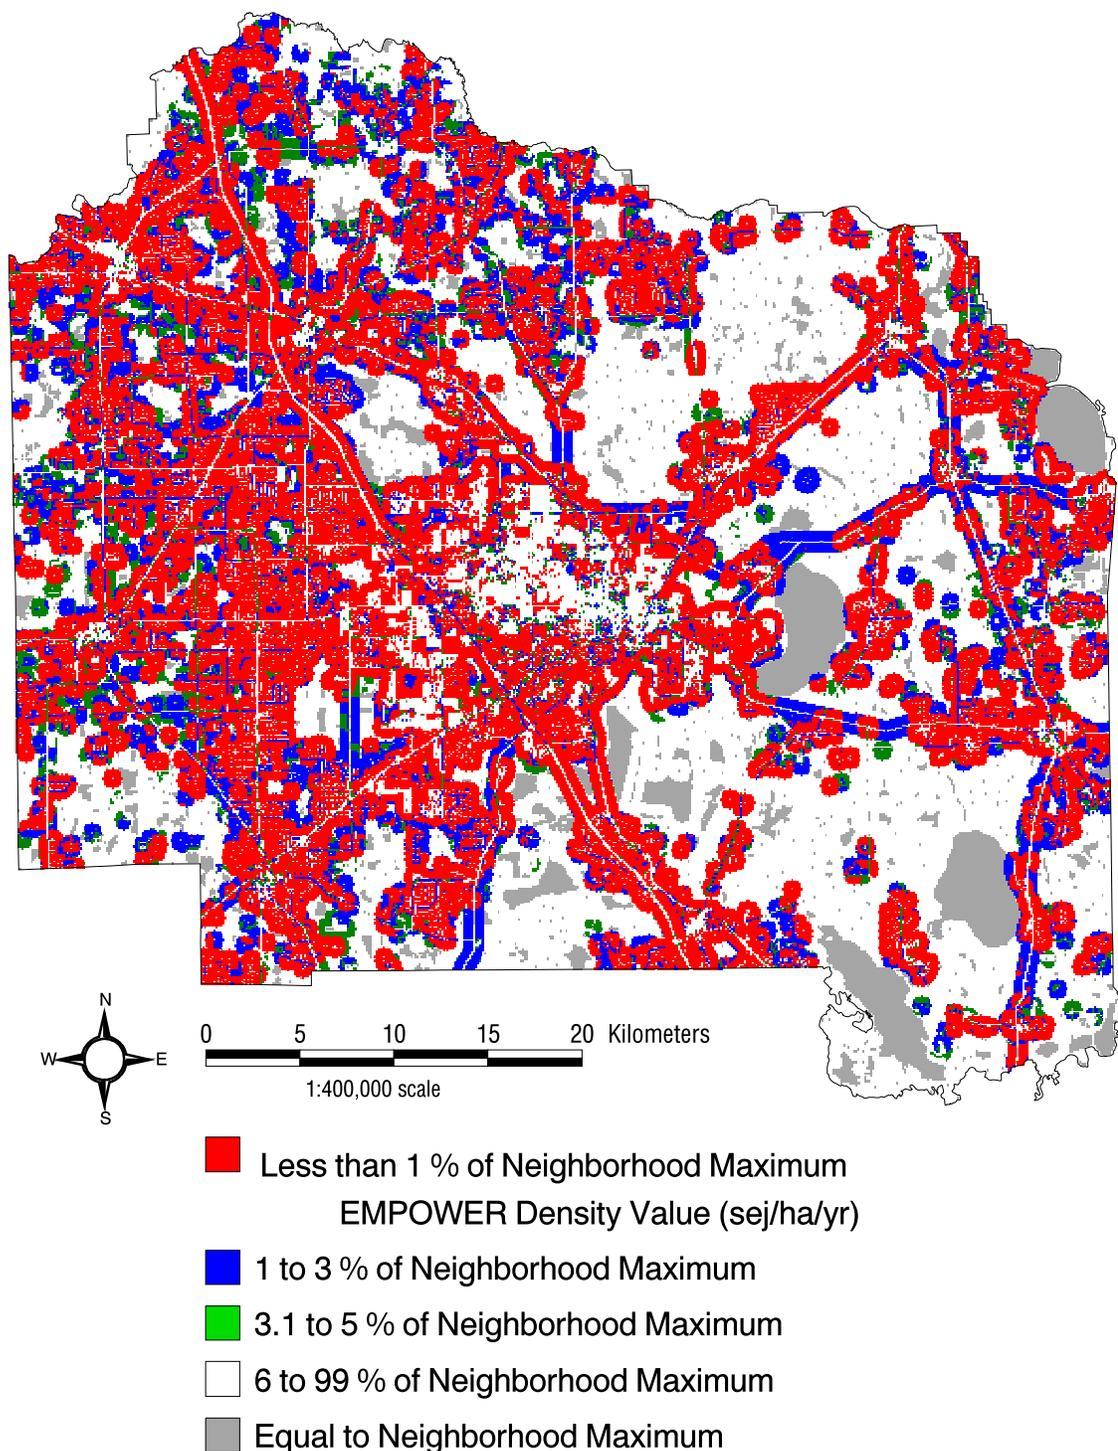 N
W E
S
0 5 10 15 20 Kilometers
1:400,000 scale
Less than 1 % of Neighborhood Maximum
EMPOWER Density Value (sej/ha/yr)
1 to 3 % of Neighborhood Maximum
3.1 to 5 % of Neighborhood Maximum
6 to 99 % of Neighborhood Maximum
Equal to Neighborhood Maximum